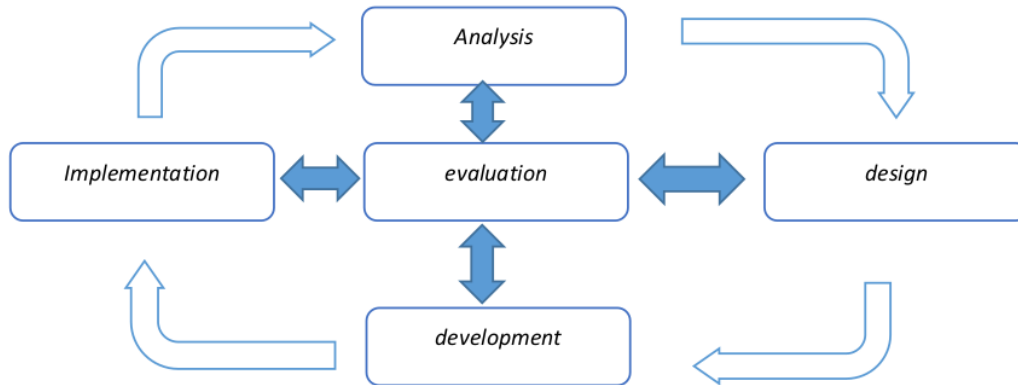 Analysis
Implementation
evaluation
design
development